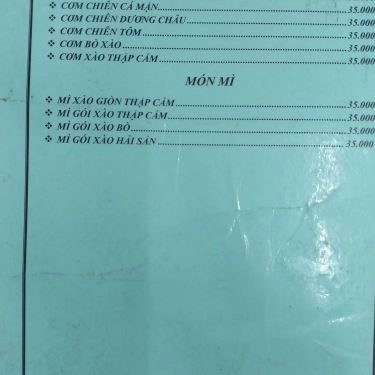 ❖ CƠM CHIÊN CÁ MẶN........35.000
❖ CƠM CHIÊN DƯƠNG CHÂU........35.000
❖ CƠM CHIÊN TÔM........35.000
❖ CƠM BÒ XÀO........35.000
❖ CƠM XÀO THẬP CẨM........35.000
MÓN MÌ
❖ MÌ XÀO GIÒN THẬP CẨM........35.000
❖ MÌ GÓI XÀO THẬP CẨM........35.000
❖ MÌ GÓI XÀO BÒ........35.000
❖ MÌ GÓI XÀO HẢI SẢN........35.000